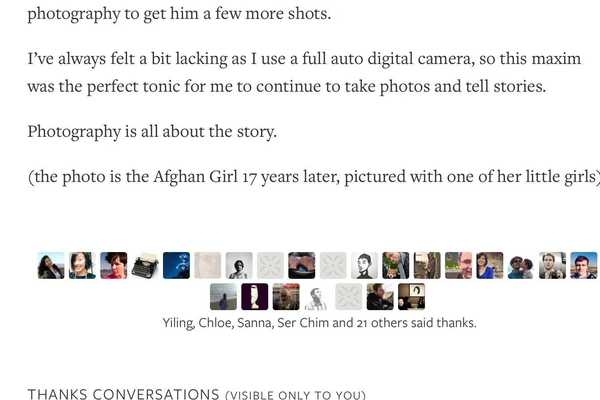 photography to get him a few more shots.
I've always felt a bit lacking as I use a full auto digital camera, so this maxim
was the perfect tonic for me to continue to take photos and tell stories.
Photography is all about the story.
(the photo is the Afghan Girl 17 years later, pictured with one of her little girls)
Yiling, Chloe, Sanna, Ser Chim and 21 others said thanks.
THANKS CONVERSATIONS (VISIBLE ONLY TO YOU)